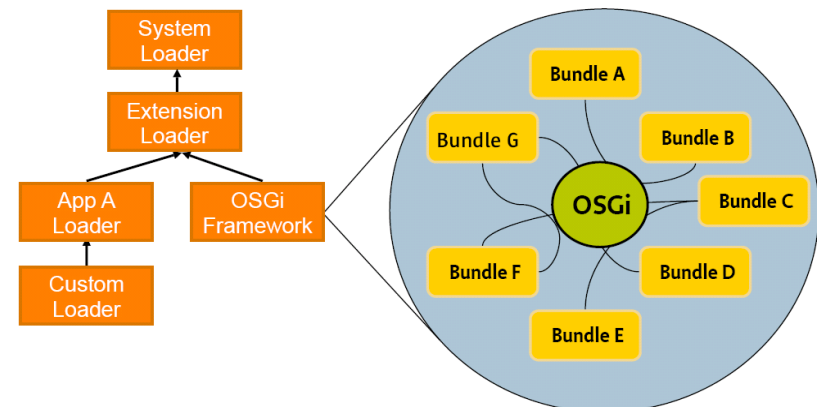 System
Loader
Extension
Loader
App A
Loader
OSGi
Framework
Custom
Loader
Bundle A
Bundle B
Bundle G
OSGi
Bundle C
Bundle F
Bundle D
Bundle E